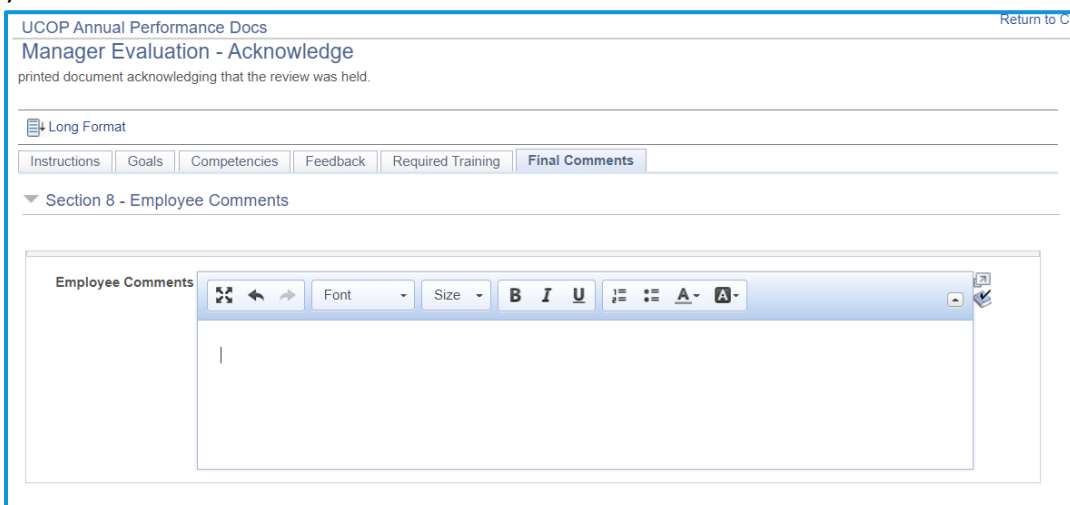 UCOP Annual Performance Docs
Return to C
Manager Evaluation - Acknowledge
printed document acknowledging that the review was held.
Long Format
Instructions Goals Competencies Feedback Required Training Final Comments
Section 8 - Employee Comments
Employee Comments
Font Size B I U A A